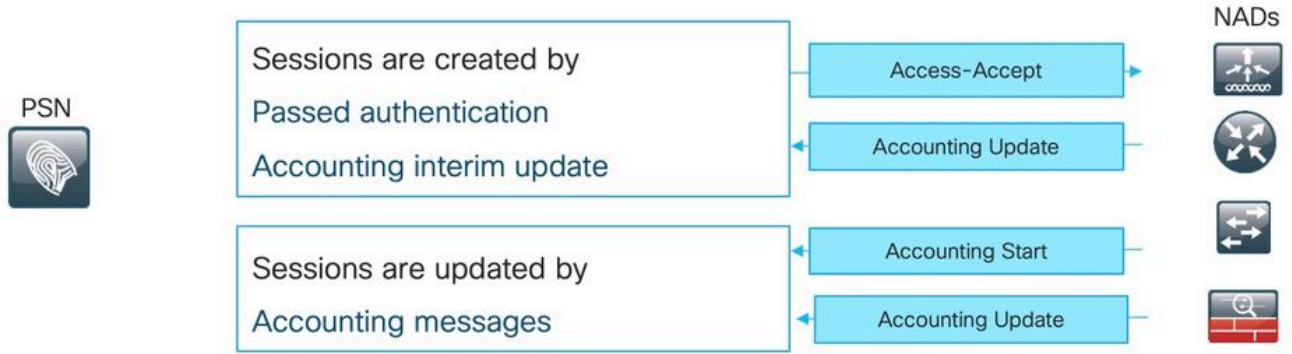 NADs
PSN
Sessions are created by
Passed authentication
Accounting interim update
Access-Accept
Accounting Update
Sessions are updated by
Accounting messages
Accounting Start
Accounting Update